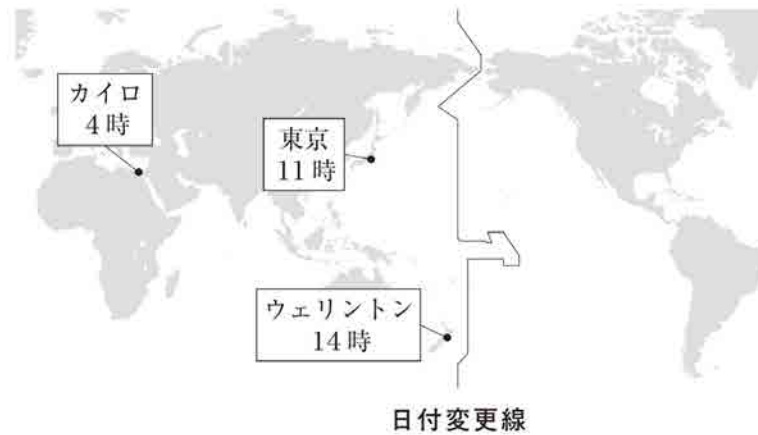 カイロ
4時
東京
11時
ウェリントン
14時
日付変更線